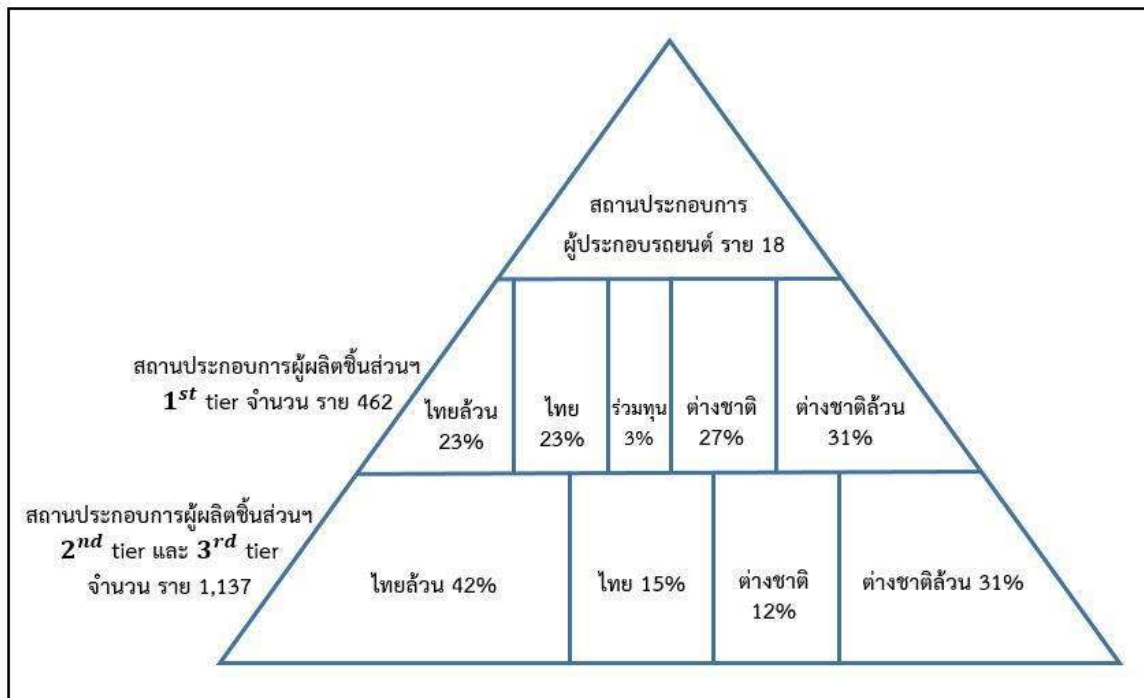 สถานประกอบการ
ผู้ประกอบรถยนต์ ราย 18
สถานประกอบการผู้ผลิตชิ้นส่วนฯ
1st tier จำนวน ราย 462
ไทยล้วน
23%
ไทย
23%
ร่วมทุน
3%
ต่างชาติ
27%
ต่างชาติล้วน
31%
สถานประกอบการผู้ผลิตชิ้นส่วนฯ
2nd tier และ 3rd tier
จำนวน ราย 1,137
ไทยล้วน 42%
ไทย 15%
ต่างชาติ
12%
ต่างชาติล้วน 31%